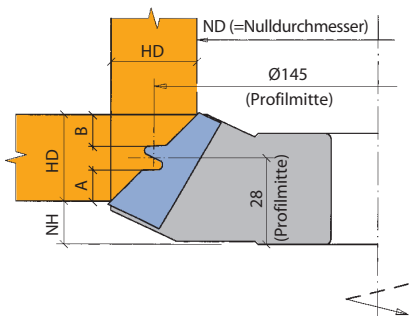 ND (=Nulldurchmesser)
HD
Ø145
(Profilmitte)
B
HD
A
28
(Profilmitte)
NH